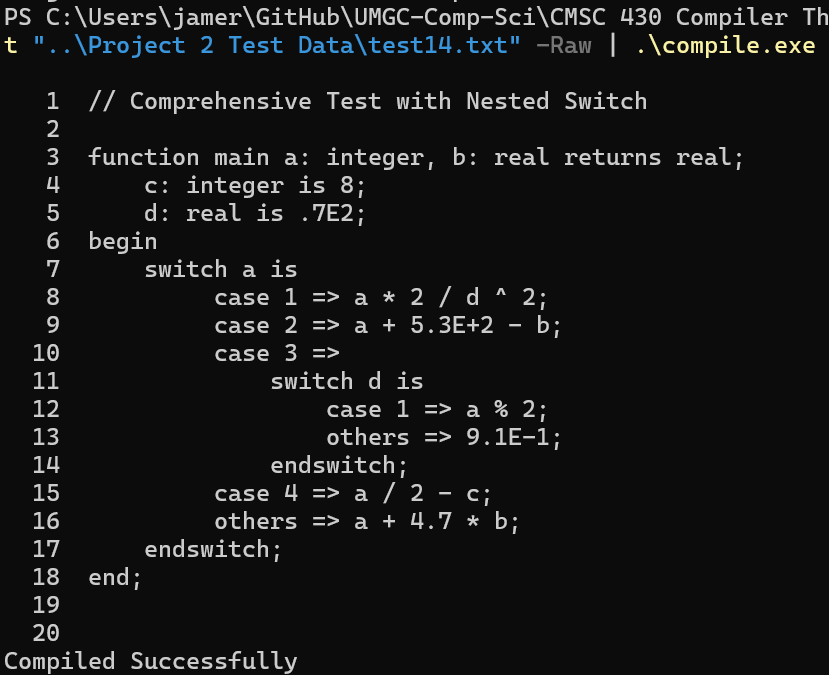 PS C:\Users\jamer\GitHub\UMGC-Comp-Sci\CMSC 430 Compiler Th
t "..\Project 2 Test Data\test14.txt" -Raw | .\compile.exe
1 // Comprehensive Test with Nested Switch
2
3 function main a: integer, b: real returns real;
4 c: integer is 8;
5 d: real is .7E2;
6 begin
7 switch a is
8 case 1 => a * 2 / d ^ 2;
9 case 2 => a + 5.3E+2 - b;
10 case 3 =>
11 switch d is
12 case 1 => a % 2;
13 others => 9.1E-1;
14 endswitch;
15 case 4 => a / 2 - c;
16 others => a + 4.7 * b;
17 endswitch;
18 end;
19
20
Compiled Successfully